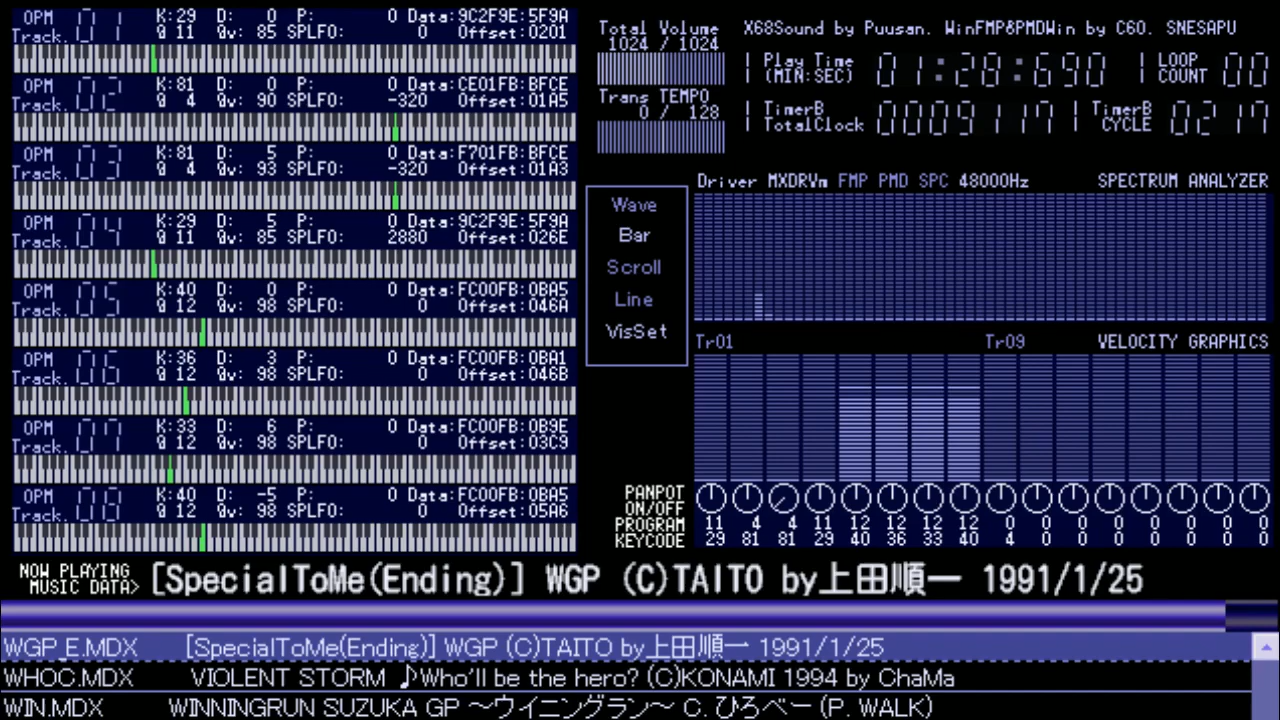 OPM 01 K:29 D: 0 P: 0 Data:9C2F9E:5F9A
Track. @ 11 @v: 85 SPLFO: Offset:0201
OPM 02 K:81 D: 0 P: 0 Data:CE01FB:BFCE
Track. @ 4 @v: 90 SPLFO: -320 Offset:01A5
OPM 03 K:81 D: 5 P: 0 Data:F701FB:BFCE
Track. @ 4 @v: 93 SPLFO: -320 Offset:01A3
OPM 04 K:29 D: 5 P: 0 Data:9C2F9E:5F9A
Track. @ 11 @v: 85 SPLFO: 2880 Offset:026E
OPM 05 K:40 D: 0 P: 0 Data:FC00FB:0BA5
Track. @ 12 @v: 98 SPLFO: 0 Offset:046A
OPM 06 K:36 D: 3 P: 0 Data:FC00FB:0BA1
Track. @ 12 @v: 98 SPLFO: 0 Offset:046B
OPM 07 K:33 D: 6 P: 0 Data:FC00FB:0B9E
Track. @ 12 @v: 98 SPLFO: 0 Offset:03C9
OPM 08 K:40 D: -5 P: 0 Data:FC00FB:0BA5
Track. @ 12 @v: 98 SPLFO: 0 Offset:05A6
Total Volume
1024 / 1024
Trans TEMPO
0 / 128
X68Sound by Puusan. WinFMP&PMDWin by C60. SNESAPU
Play Time (MIN:SEC) 01:28:690 LOOP COUNT 00
TimerB TotalClock 0009117 TimerB CYCLE 0217
Wave
Bar
Scroll
Line
VisSet
Driver MXDRVm FMP PMD SPC 48000Hz SPECTRUM ANALYZER
Tr01 Tr09 VELOCITY GRAPHICS
PANPOT
ON/OFF
PROGRAM 11 4 4 11 12 12 12 12 0 0 0 0 0 0 0 0
KEYCODE 29 81 81 29 40 36 33 40 4 0 0 0 0 0 0 0
NOW PLAYING
MUSIC DATA> [SpecialToMe(Ending)] WGP (C)TAITO by上田順一 1991/1/25
WGP_E.MDX [SpecialToMe(Ending)] WGP (C)TAITO by上田順一 1991/1/25
WHOC.MDX VIOLENT STORM ♪Who'll be the hero? (C)KONAMI 1994 by ChaMa
WIN.MDX WINNINGRUN SUZUKA GP ～ウイニングラン～ C. ひろべー (P. WALK)